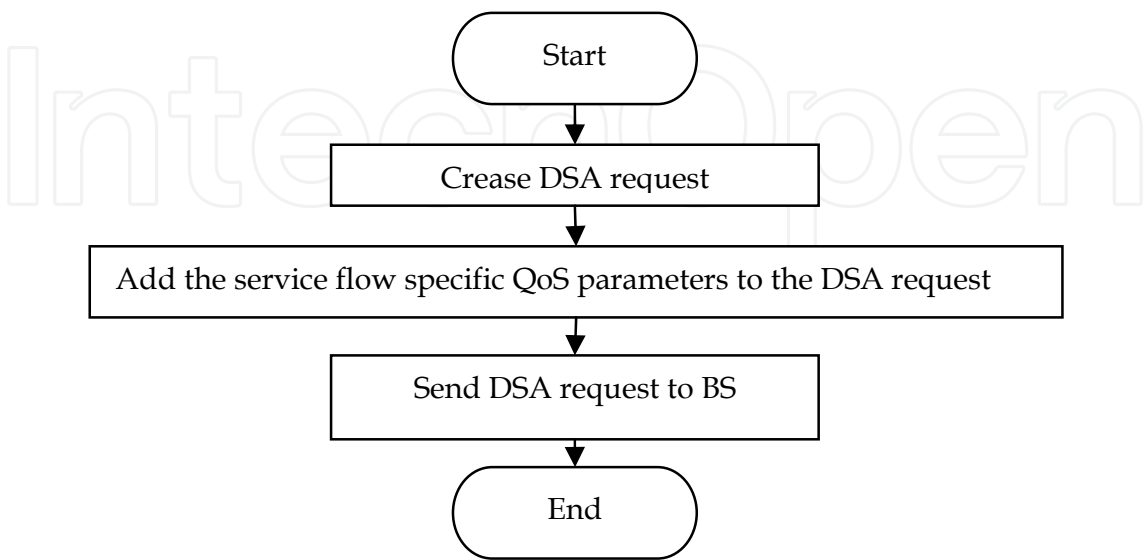 IntechOpen
Start
Crease DSA request
Add the service flow specific QoS parameters to the DSA request
Send DSA request to BS
End